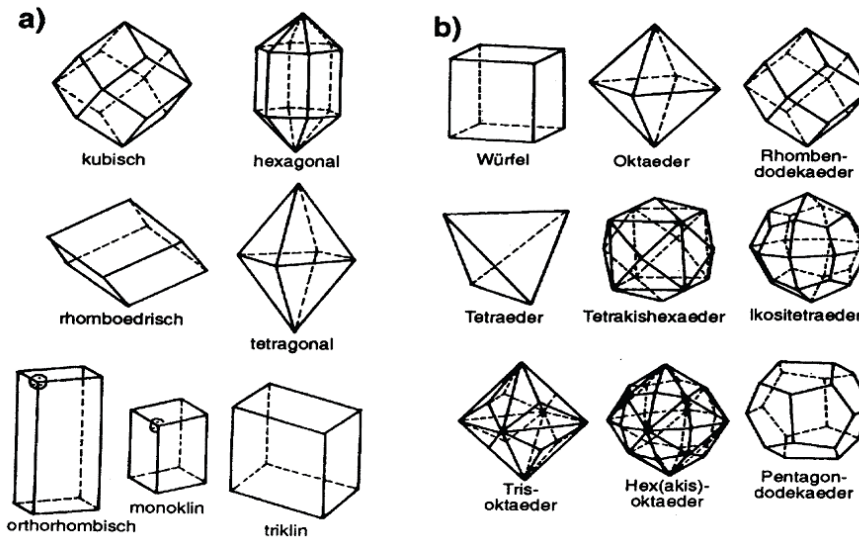 a)
kubisch
hexagonal
rhomboedrisch
tetragonal
orthorhombisch
monoklin
triklin
b)
Würfel
Oktaeder
Rhomben-
dodekaeder
Tetraeder
Tetrakishexaeder
Ikositetraeder
Tris-
oktaeder
Hex(akis)-
oktaeder
Pentagon-
dodekaeder